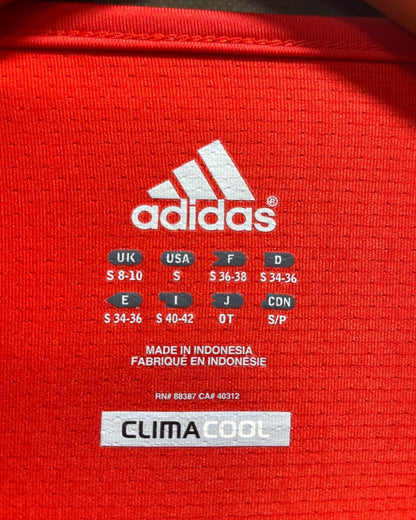 adidas®
UK USA F D
S 8-10 S S 36-38 S 34-36
E I J CDN
S 34-36 S 40-42 OT S/P
MADE IN INDONESIA
FABRIQUÉ EN INDONÉSIE
RN# 88387 CA# 40312
CLIMACOOL